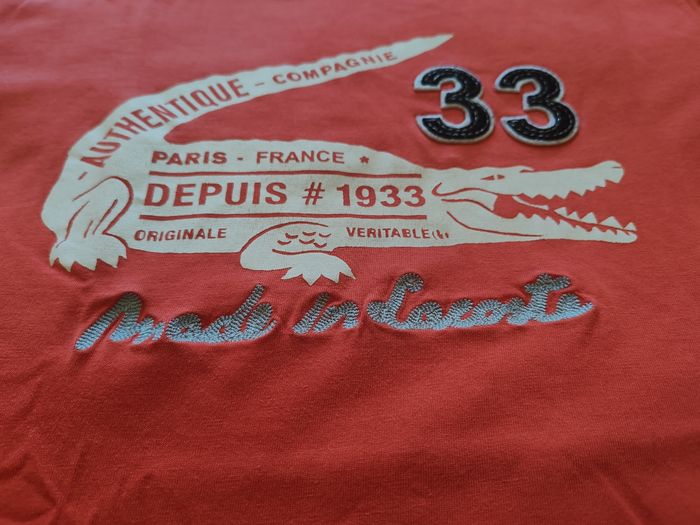 AUTHENTIQUE - COMPAGNIE
33
PARIS - FRANCE
DEPUIS # 1933
ORIGINALE VERITABLE
Made in Lacoste